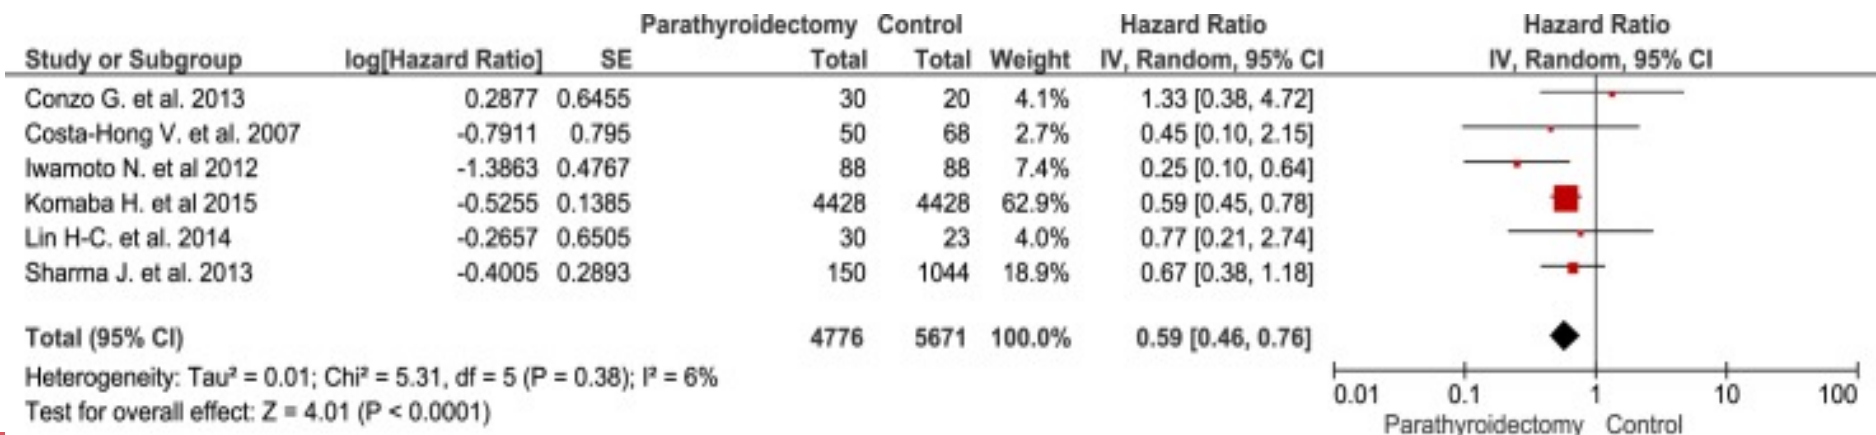 Parathyroidectomy Control Hazard Ratio Hazard Ratio
Study or Subgroup log[Hazard Ratio] SE Total Total Weight IV, Random, 95% CI IV, Random, 95% CI
Conzo G. et al. 2013 0.2877 0.6455 30 20 4.1% 1.33 [0.38, 4.72]
Costa-Hong V. et al. 2007 -0.7911 0.795 50 68 2.7% 0.45 [0.10, 2.15]
Iwamoto N. et al 2012 -1.3863 0.4767 88 88 7.4% 0.25 [0.10, 0.64]
Komaba H. et al 2015 -0.5255 0.1385 4428 4428 62.9% 0.59 [0.45, 0.78]
Lin H-C. et al. 2014 -0.2657 0.6505 30 23 4.0% 0.77 [0.21, 2.74]
Sharma J. et al. 2013 -0.4005 0.2893 150 1044 18.9% 0.67 [0.38, 1.18]
Total (95% CI) 4776 5671 100.0% 0.59 [0.46, 0.76]
Heterogeneity: Tau² = 0.01; Chi² = 5.31, df = 5 (P = 0.38); I² = 6%
Test for overall effect: Z = 4.01 (P < 0.0001)
0.01 0.1 1 10 100
Parathyroidectomy Control